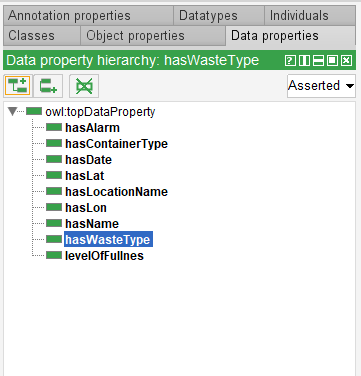 Annotation properties Datatypes Individuals
Classes Object properties Data properties
Data property hierarchy: hasWasteType
Asserted
owl:topDataProperty
hasAlarm
hasContainerType
hasDate
hasLat
hasLocationName
hasLon
hasName
hasWasteType
levelOfFullnes